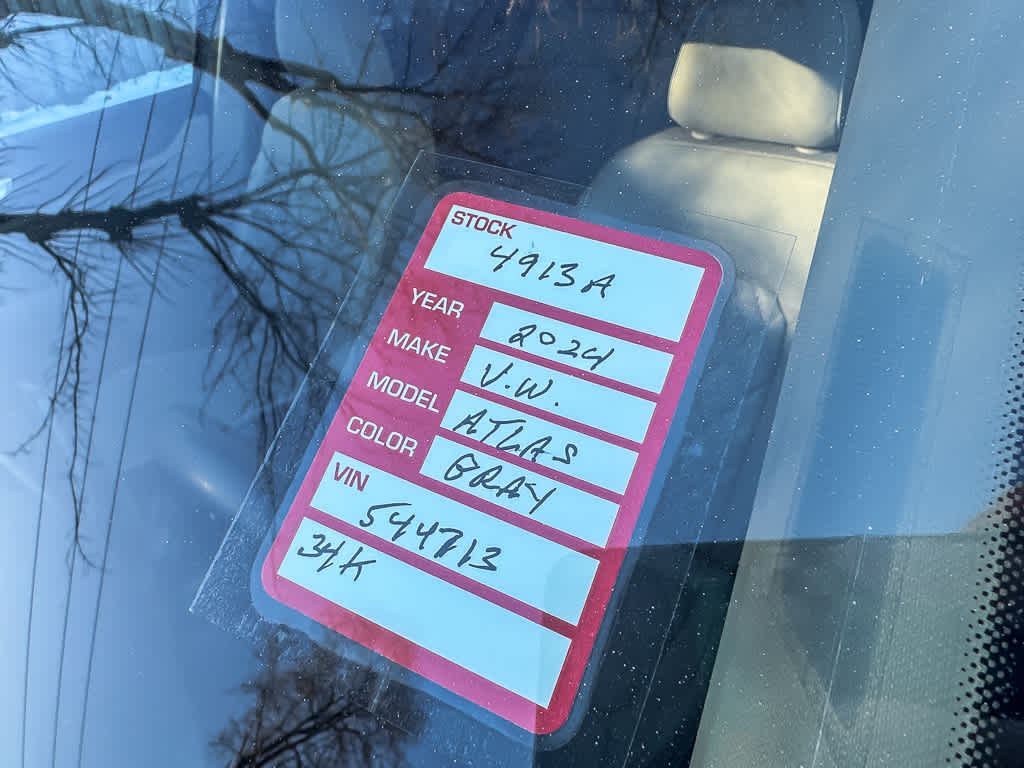 STOCK
4913A
YEAR 2024
MAKE V.W.
MODEL ATLAS
COLOR GRAY
VIN
544713
34K